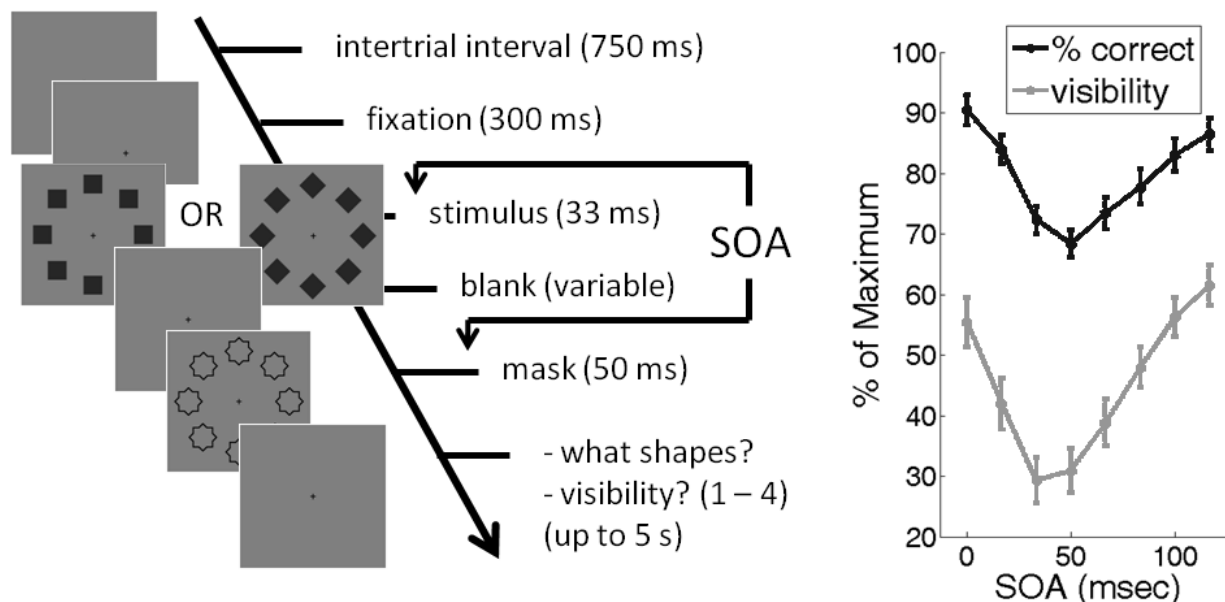 intertrial interval (750 ms)
fixation (300 ms)
OR
stimulus (33 ms)
SOA
blank (variable)
mask (50 ms)
- what shapes?
- visibility? (1 – 4)
(up to 5 s)
% correct
visibility
% of Maximum
100
90
80
70
60
50
40
30
20
0
50
100
SOA (msec)